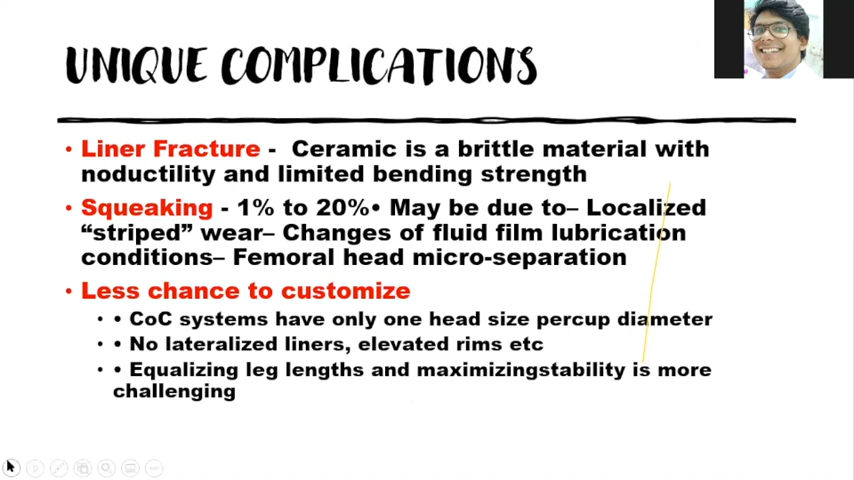 UNIQUE COMPLICATIONS
• Liner Fracture -  Ceramic is a brittle material with
noductility and limited bending strength
• Squeaking - 1% to 20%• May be due to– Localized
“striped” wear– Changes of fluid film lubrication
conditions– Femoral head micro-separation
• Less chance to customize
• • CoC systems have only one head size percup diameter
• • No lateralized liners, elevated rims etc
• • Equalizing leg lengths and maximizingstability is more
challenging